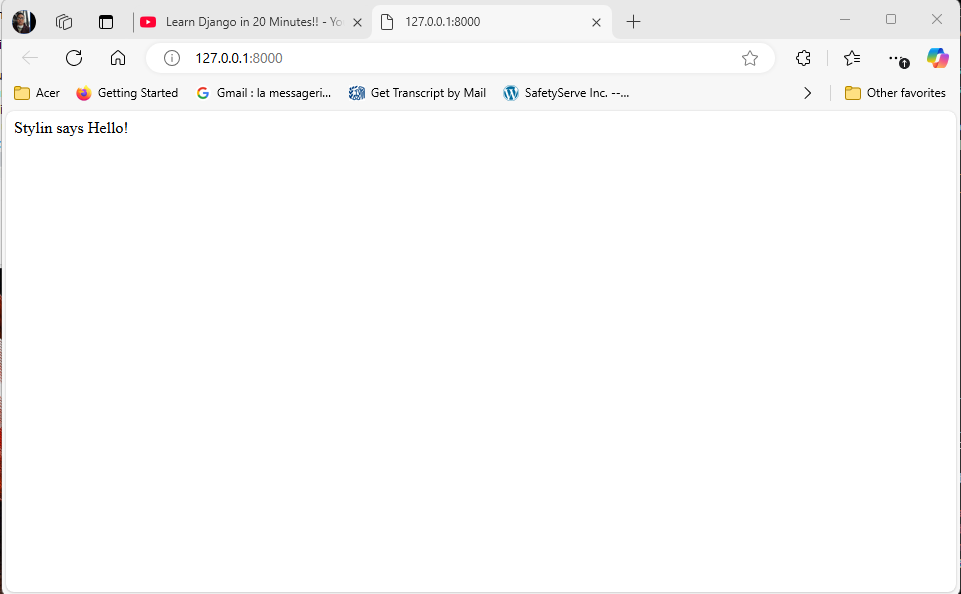 Learn Django in 20 Minutes!! - Yo
127.0.0.1:8000
127.0.0.1:8000
Acer
Getting Started
Gmail : la messageri...
Get Transcript by Mail
SafetyServe Inc. --...
Other favorites
Stylin says Hello!